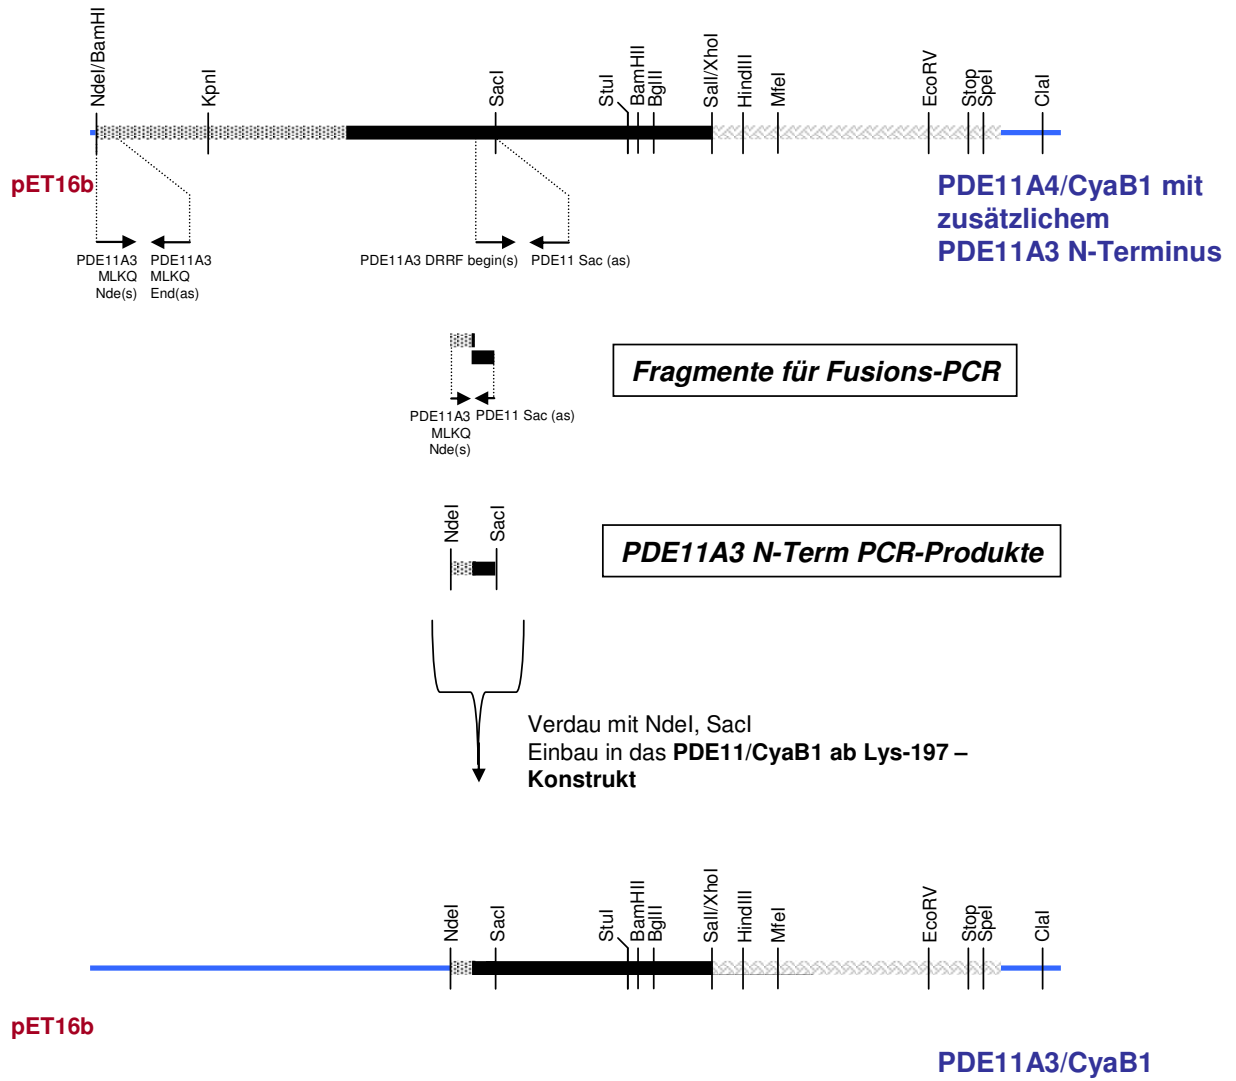 NdeI/BamHI
KpnI
SacI
StuI
BamHII
BglII
SalI/XhoI
HindIII
MfeI
EcoRV
Stop
SpeI
ClaI
pET16b
PDE11A4/CyaB1 mit
zusätzlichem
PDE11A3 N-Terminus
PDE11A3
MLKQ
Nde(s)
PDE11A3
MLKQ
End(as)
PDE11A3 DRRF begin(s)
PDE11 Sac (as)
Fragmente für Fusions-PCR
PDE11A3
MLKQ
Nde(s)
PDE11 Sac (as)
NdeI
SacI
PDE11A3 N-Term PCR-Produkte
Verdau mit NdeI, SacI
Einbau in das PDE11/CyaB1 ab Lys-197 –
Konstrukt
NdeI
SacI
StuI
BamHII
BglII
SalI/XhoI
HindIII
MfeI
EcoRV
Stop
SpeI
ClaI
pET16b
PDE11A3/CyaB1